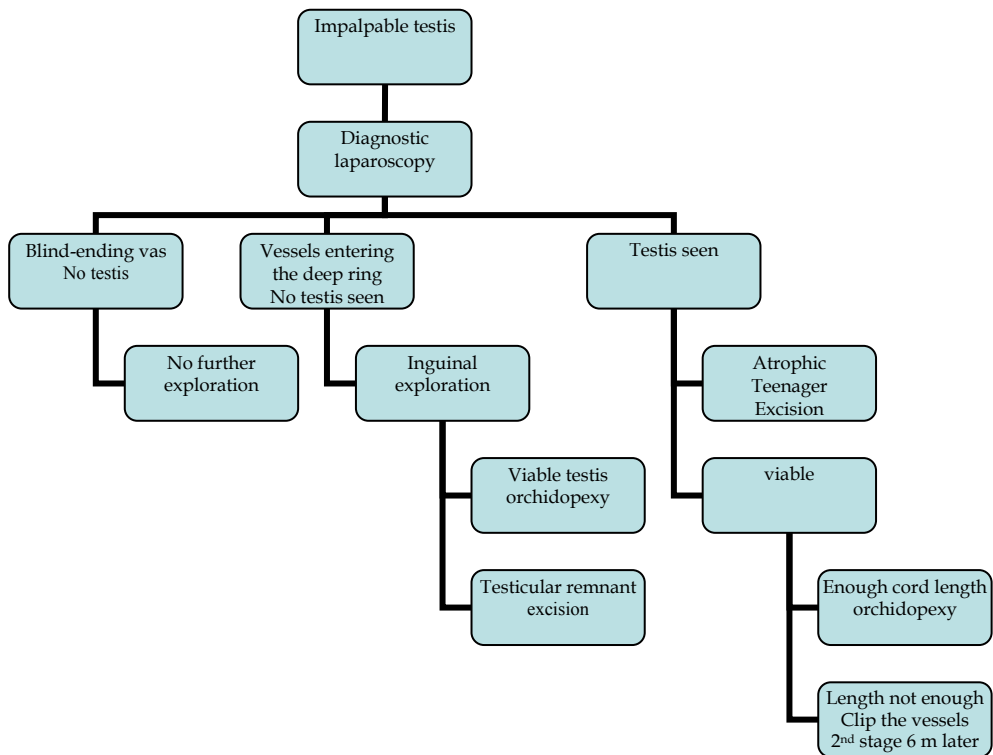 Impalpable testis
Diagnostic
laparoscopy
Blind-ending vas
No testis
Vessels entering
the deep ring
No testis seen
Testis seen
No further
exploration
Inguinal
exploration
Atrophic
Teenager
Excision
Viable testis
orchidopexy
viable
Testicular remnant
excision
Enough cord length
orchidopexy
Length not enough
Clip the vessels
2nd stage 6 m later